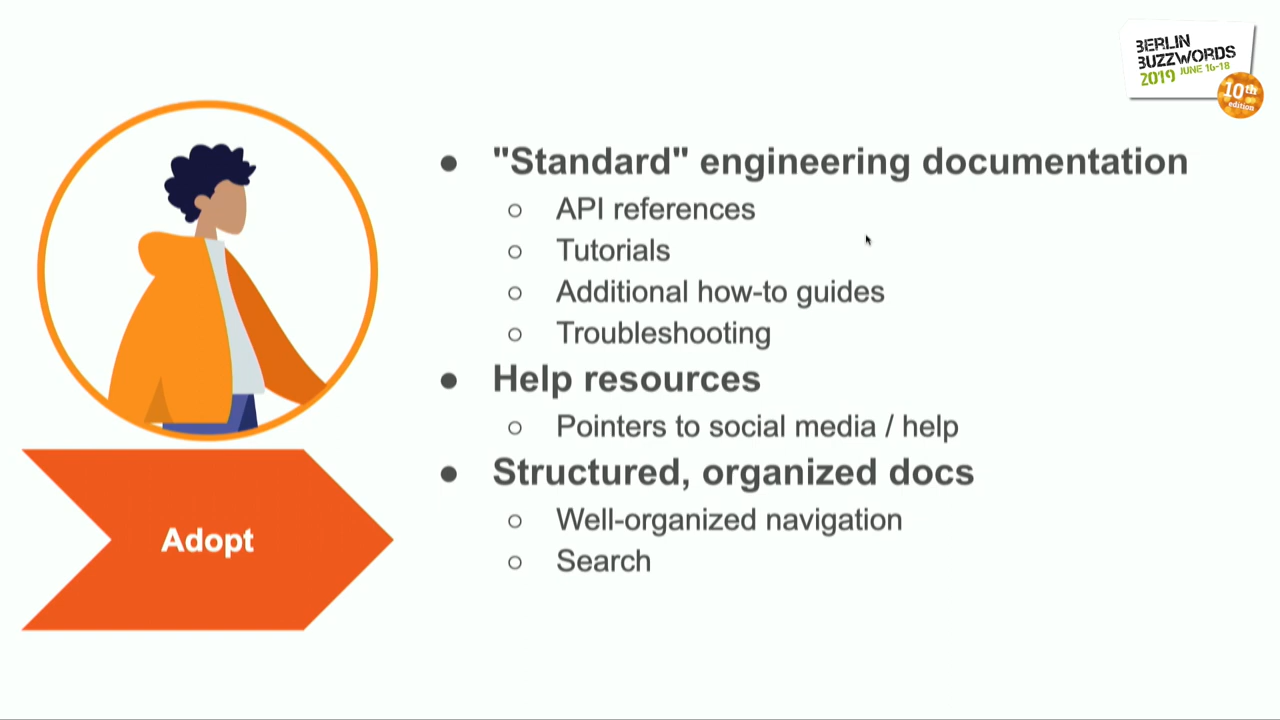 BERLIN
BUZZWORDS
2019 JUNE 16-18
10th
edition
● "Standard" engineering documentation
○ API references
○ Tutorials
○ Additional how-to guides
○ Troubleshooting
● Help resources
○ Pointers to social media / help
● Structured, organized docs
○ Well-organized navigation
○ Search
Adopt